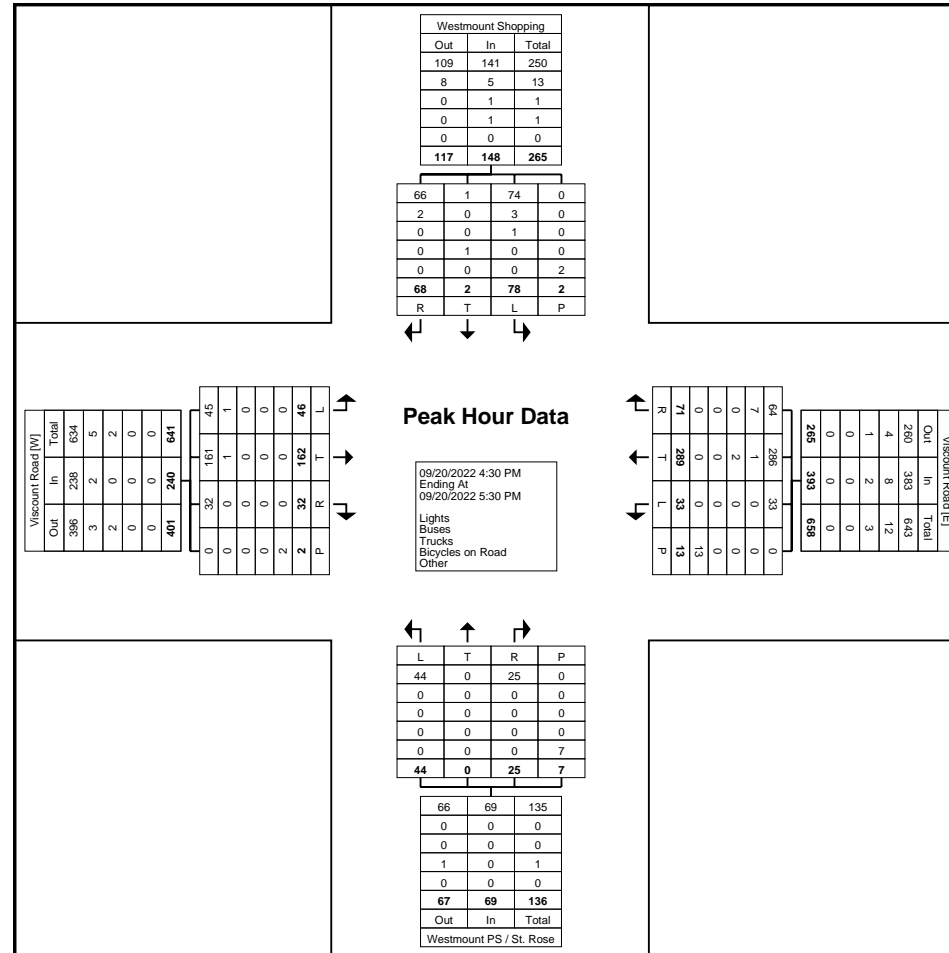 Westmount Shopping
Out In Total
109 141 250
8 5 13
0 1 1
0 1 1
0 0 0
117 148 265
66 1 74 0
2 0 3 0
0 0 1 0
0 1 0 0
0 0 0 2
68 2 78 2
R T L P
Viscount Road [W]
Total In Out
634 238 396
5 2 3
2 0 2
0 0 0
0 0 0
641 240 401
45 161 32 0
1 1 0 0
0 0 0 0
0 0 0 0
0 0 0 2
46 162 32 2
L T R P
Peak Hour Data
09/20/2022 4:30 PM
Ending At
09/20/2022 5:30 PM
Lights
Buses
Trucks
Bicycles on Road
Other
R T L P
71 289 33 13
0 0 0 13
0 0 0 0
0 2 0 0
7 1 0 0
64 286 33 0
265 393 658
0 0 0
0 0 0
1 2 3
4 8 12
260 383 643
Out In Total
Viscount Road [E]
L T R P
44 0 25 0
0 0 0 0
0 0 0 0
0 0 0 0
0 0 0 7
44 0 25 7
66 69 135
0 0 0
0 0 0
1 0 1
0 0 0
67 69 136
Out In Total
Westmount PS / St. Rose